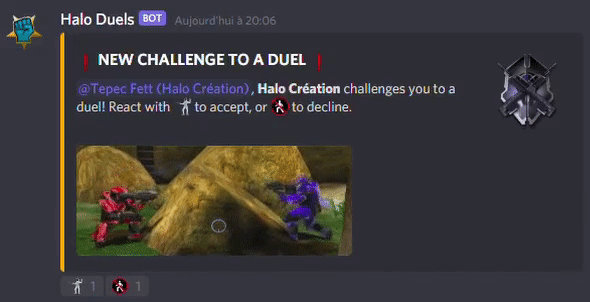 Halo Duels BOT Aujourd'hui à 20:06
NEW CHALLENGE TO A DUEL
@Tepec Fett (Halo Création), Halo Création challenges you to a
duel! React with to accept, or to decline.
1 1